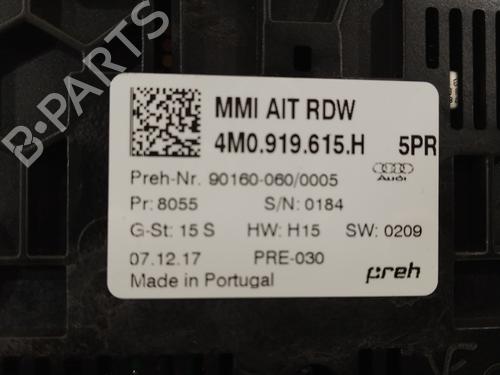 B-PARTS
MMI AIT RDW
4M0.919.615.H 5PR
Preh-Nr. 90160-060/0005
Audi
Pr: 8055 S/N: 0184
G-St: 15 S HW: H15 SW: 0209
07.12.17 PRE-030
Made in Portugal
preh